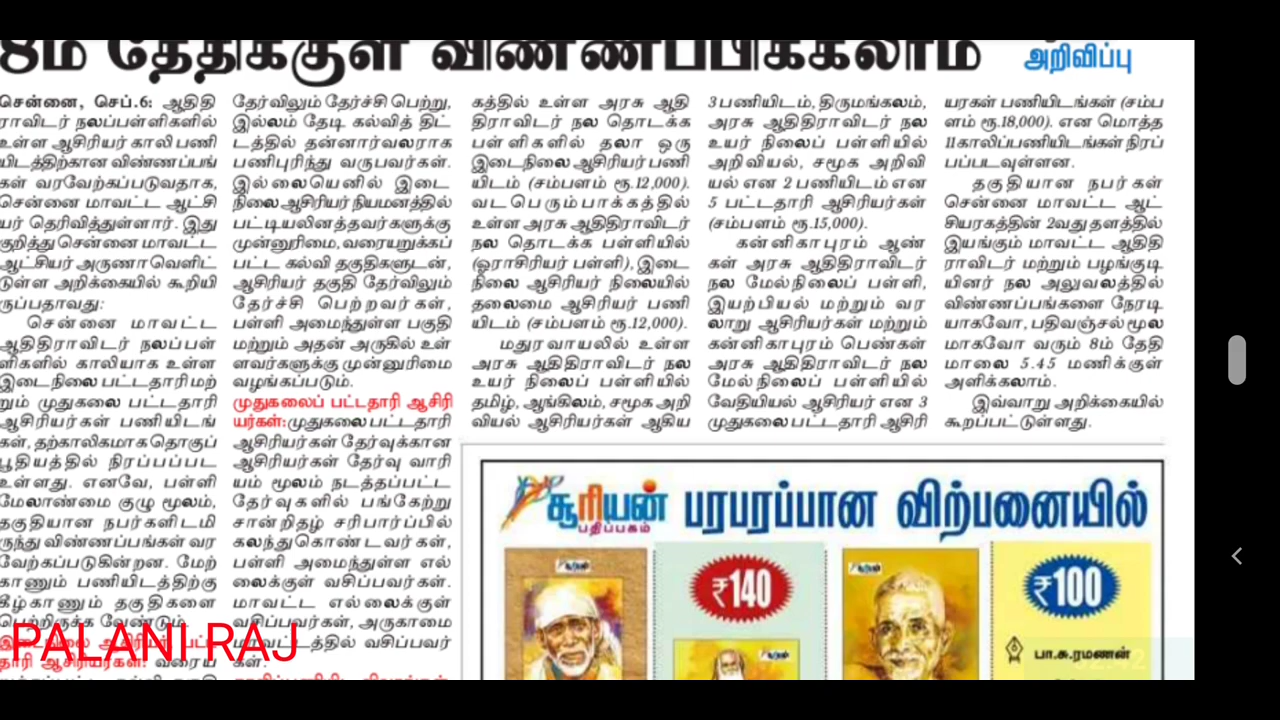 8ம் தேதிக்குள் விண்ணப்பிக்கலாம்
அறிவிப்பு
சென்னை, செப்.6: ஆதிதி
ராவிடர் நலப்பள்ளிகளில்
உள்ள ஆசிரியர் காலி பணி
யிடத்திற்கான விண்ணப்பங்
கள் வரவேற்கப்படுவதாக,
சென்னை மாவட்ட ஆட்சி
யர் தெரிவித்துள்ளார். இது
குறித்து சென்னை மாவட்ட
ஆட்சியர் அருணா வெளிட்
டுள்ள அறிக்கையில் கூறியி
ருப்பதாவது:
சென்னை மாவட்ட
ஆதிதிராவிடர் நலப்பள்
ளிகளில் காலியாக உள்ள
இடைநிலை பட்டதாரி மற்
றும் முதுகலை பட்டதாரி
ஆசிரியர்கள் பணியிடங்
கள், தற்காலிகமாக தொகுப்
பூதியத்தில் நிரப்பப்பட
உள்ளது. எனவே, பள்ளி
மேலாண்மை குழு மூலம்,
தகுதியான நபர்களிடமி
ருந்து விண்ணப்பங்கள் வர
வேற்கப்படுகின்றன. மேற்
காணும் பணியிடத்திற்கு
கீழ்காணும் தகுதிகளை
பெற்றிருக்க வேண்டும்.
PALANI RAJ
தாரி ஆசிரியர்கள்: வரைய
தேர்விலும் தேர்ச்சி பெற்று,
இல்லம் தேடி கல்வித் திட்
டத்தில் தன்னார்வலராக
பணிபுரிந்து வருபவர்கள்.
இல்லையெனில் இடை
நிலை ஆசிரியர் நியமனத்தில்
பட்டியலினத்தவர்களுக்கு
முன்னுரிமை, வரையறுக்கப்
பட்ட கல்வி தகுதிகளுடன்,
ஆசிரியர் தகுதி தேர்விலும்
தேர்ச்சி பெற்றவர்கள்,
பள்ளி அமைந்துள்ள பகுதி
மற்றும் அதன் அருகில் உள்
ளவர்களுக்கு முன்னுரிமை
வழங்கப்படும்.
முதுகலைப் பட்டதாரி ஆசிரி
யர்கள்: முதுகலை பட்டதாரி
ஆசிரியர்கள் தேர்வுக்கான
ஆசிரியர்கள் தேர்வு வாரி
யம் மூலம் நடத்தப்பட்ட
தேர்வுகளில் பங்கேற்று
சான்றிதழ் சரிபார்ப்பில்
கலந்துகொண்டவர்கள்,
பள்ளி அமைந்துள்ள எல்
லைக்குள் வசிப்பவர்கள்.
மாவட்ட எல்லைக்குள்
வசிப்பவர்கள், அருகாமை
மாவட்டத்தில் வசிப்பவர்
கள்.
கத்தில் உள்ள அரசு ஆதி
திராவிடர் நல தொடக்க
பள்ளிகளில் தலா ஒரு
இடைநிலை ஆசிரியர் பணி
யிடம் (சம்பளம் ரூ.12,000).
வடபெரும்பாக்கத்தில்
உள்ள அரசு ஆதிதிராவிடர்
நல தொடக்க பள்ளியில்
(ஓராசிரியர் பள்ளி), இடை
நிலை ஆசிரியர் நிலையில்
தலைமை ஆசிரியர் பணி
யிடம் (சம்பளம் ரூ.12,000).
மதுரவாயலில் உள்ள
அரசு ஆதிதிராவிடர் நல
உயர் நிலைப் பள்ளியில்
தமிழ், ஆங்கிலம், சமூக அறி
வியல் ஆசிரியர்கள் ஆகிய
3 பணியிடம், திருமங்கலம்,
அரசு ஆதிதிராவிடர் நல
உயர் நிலைப் பள்ளியில்
அறிவியல், சமூக அறிவி
யல் என 2 பணியிடம் என
5 பட்டதாரி ஆசிரியர்கள்
(சம்பளம் ரூ.15,000).
கன்னிகாபுரம் ஆண்
கள் அரசு ஆதிதிராவிடர்
நல மேல்நிலைப் பள்ளி,
இயற்பியல் மற்றும் வர
லாறு ஆசிரியர்கள் மற்றும்
கன்னிகாபுரம் பெண்கள்
அரசு ஆதிதிராவிடர் நல
மேல்நிலைப் பள்ளியில்
வேதியியல் ஆசிரியர் என 3
முதுகலை பட்டதாரி ஆசிரி
யரகள் பணியிடங்கள் (சம்ப
ளம் ரூ.18,000). என மொத்த
11 காலிப்பணியிடங்கள் நிரப்
பப்படவுள்ளன.
தகுதியான நபர்கள்
சென்னை மாவட்ட ஆட்
சியரகத்தின் 2வது தளத்தில்
இயங்கும் மாவட்ட ஆதிதி
ராவிடர் மற்றும் பழங்குடி
யினர் நல அலுவலத்தில்
விண்ணப்பங்களை நேரடி
யாகவோ, பதிவஞ்சல் மூல
மாகவோ வரும் 8ம் தேதி
மாலை 5.45 மணிக்குள்
அளிக்கலாம்.
இவ்வாறு அறிக்கையில்
கூறப்பட்டுள்ளது.
சூரியன் பதிப்பகம்
பரபரப்பான விற்பனையில்
₹140
₹100
பா.சு.ரமணன்